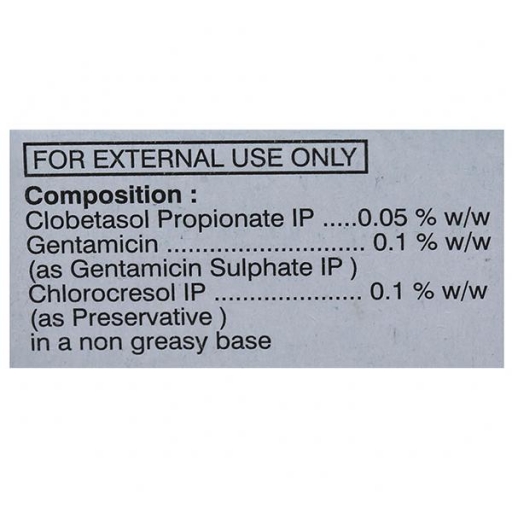 FOR EXTERNAL USE ONLY
Composition :
Clobetasol Propionate IP .....0.05 % w/w
Gentamicin ............................ 0.1 % w/w
(as Gentamicin Sulphate IP )
Chlorocresol IP ..................... 0.1 % w/w
(as Preservative )
in a non greasy base